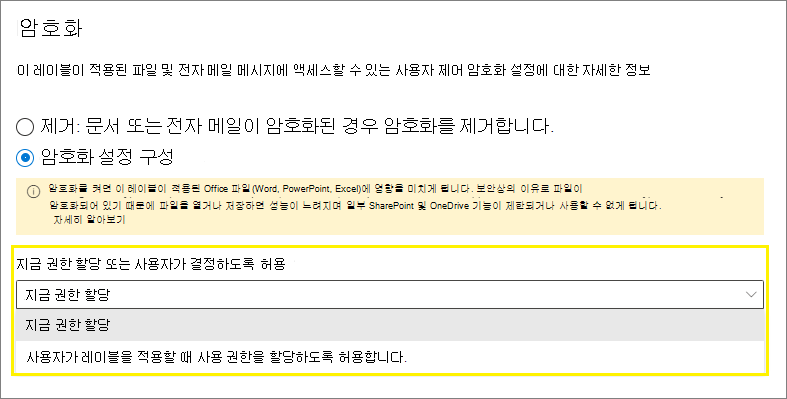 암호화
이 레이블이 적용된 파일 및 전자 메일 메시지에 액세스할 수 있는 사용자 제어 암호화 설정에 대한 자세한 정보
제거: 문서 또는 전자 메일이 암호화된 경우 암호화를 제거합니다.
암호화 설정 구성
암호화를 켜면 이 레이블이 적용된 Office 파일(Word, PowerPoint, Excel)에 영향을 미치게 됩니다. 보안상의 이유로 파일이
암호화되어 있기 때문에 파일을 열거나 저장하면 성능이 느려지며 일부 SharePoint 및 OneDrive 기능이 제한되거나 사용할 수 없게 됩니다.
자세히 알아보기
지금 권한 할당 또는 사용자가 결정하도록 허용
지금 권한 할당
지금 권한 할당
사용자가 레이블을 적용할 때 사용 권한을 할당하도록 허용합니다.